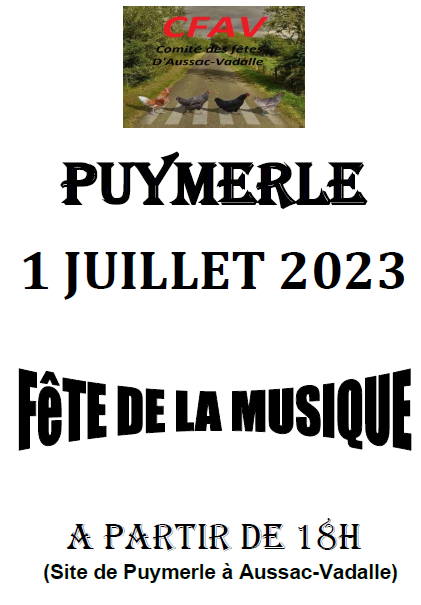 CFAV
Comité des fêtes
D'Aussac-Vadalle
PUYMERLE
1 JUILLET 2023
FêTE DE LA MUSIQUE
A PARTIR DE 18H
(Site de Puymerle à Aussac-Vadalle)